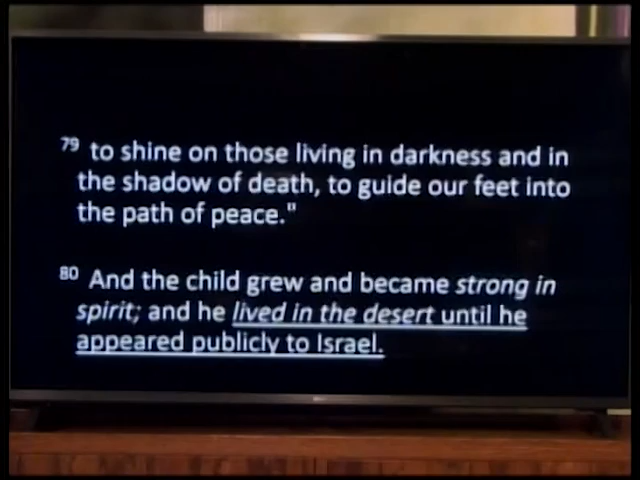 79 to shine on those living in darkness and in
the shadow of death, to guide our feet into
the path of peace."
80 And the child grew and became strong in
spirit; and he lived in the desert until he
appeared publicly to Israel.